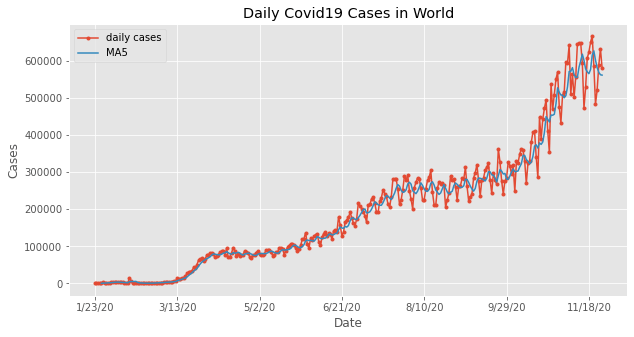 Daily Covid19 Cases in World
daily cases
MA5
600000
500000
400000
300000
200000
100000
0
Cases
1/23/20 3/13/20 5/2/20 6/21/20 8/10/20 9/29/20 11/18/20
Date